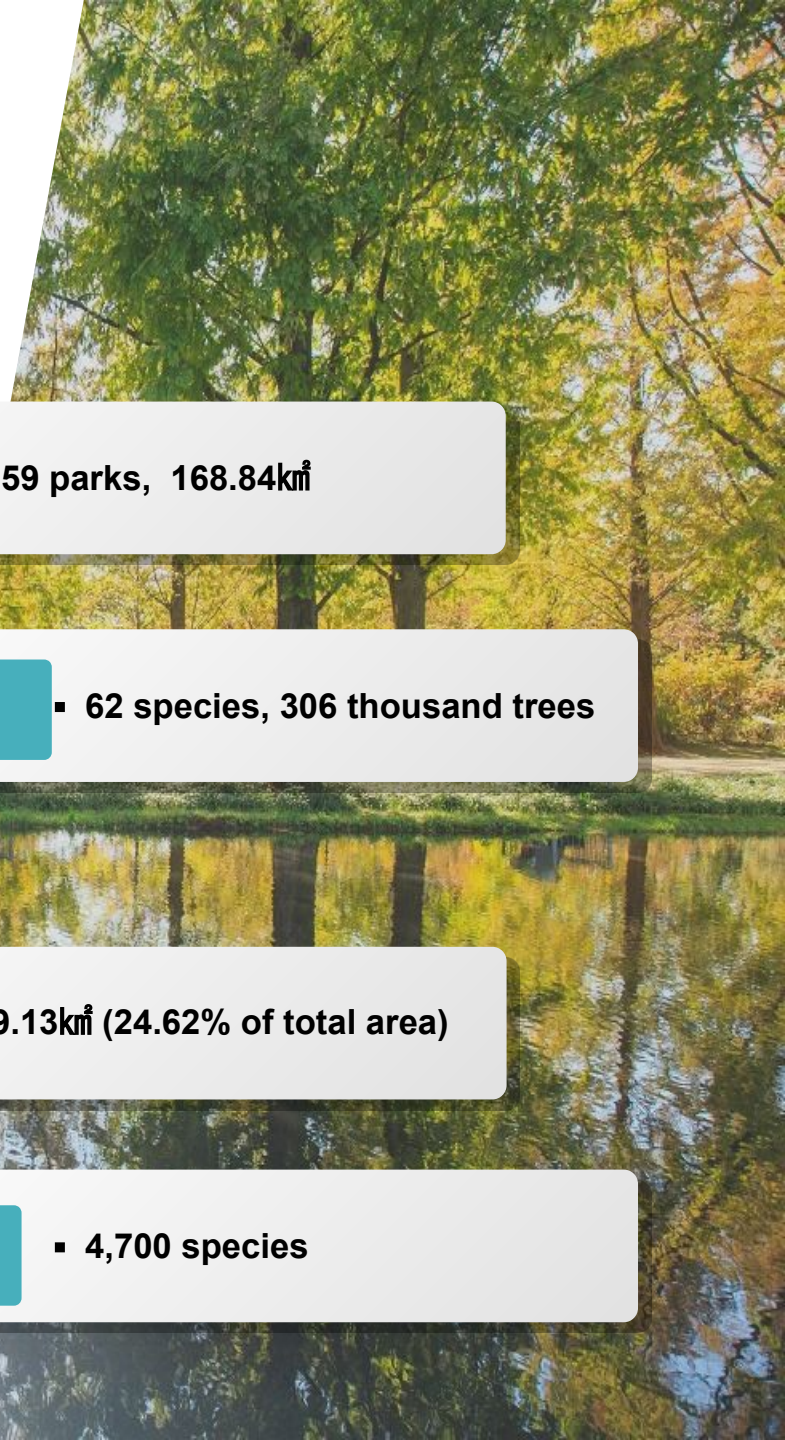 59 parks, 168.84㎢
▪ 62 species, 306 thousand trees
9.13㎢ (24.62% of total area)
▪ 4,700 species